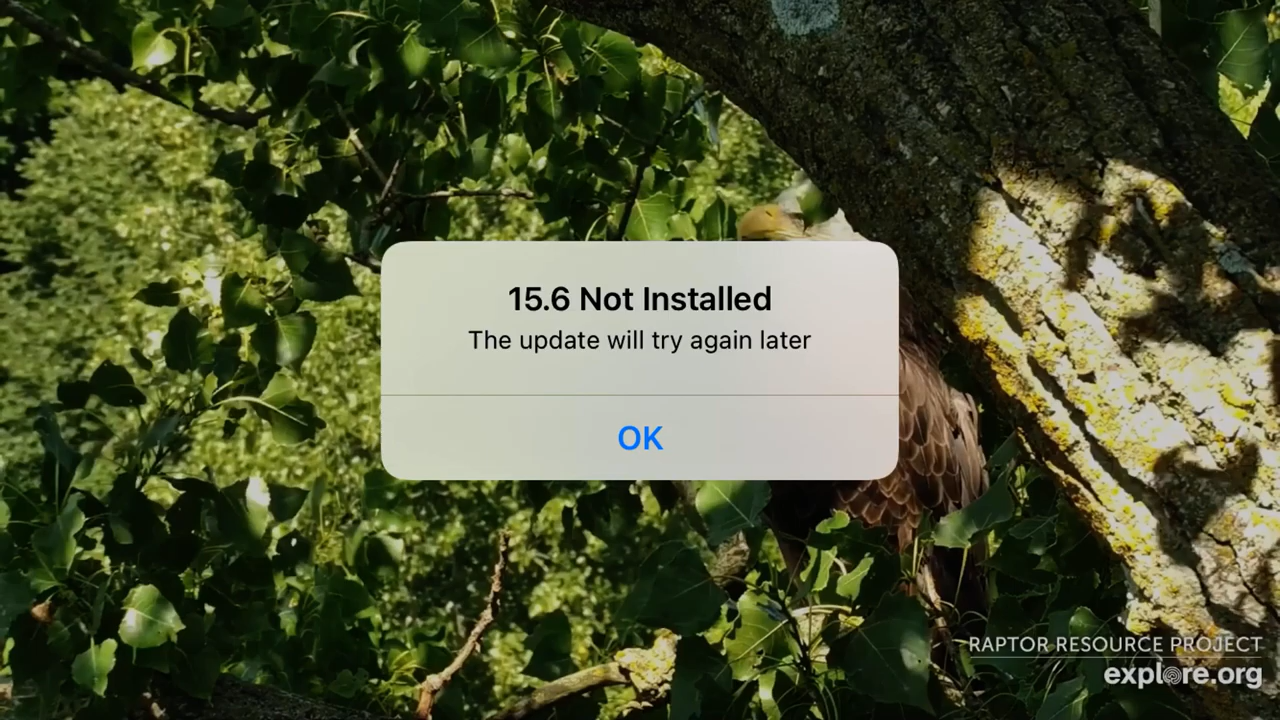 15.6 Not Installed
The update will try again later
OK
RAPTOR RESOURCE PROJECT
explore.org